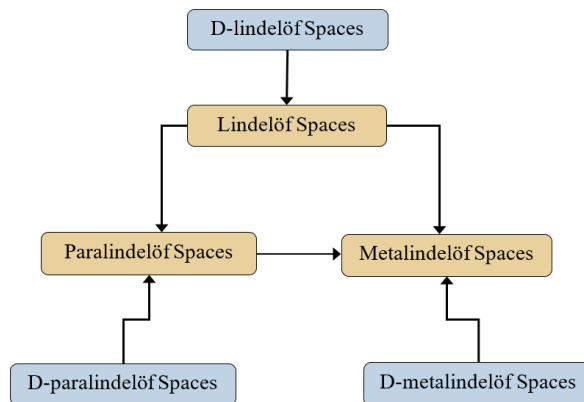 D-lindelöf Spaces
Lindelöf Spaces
Paralindelöf Spaces
Metalindelöf Spaces
D-paralindelöf Spaces
D-metalindelöf Spaces